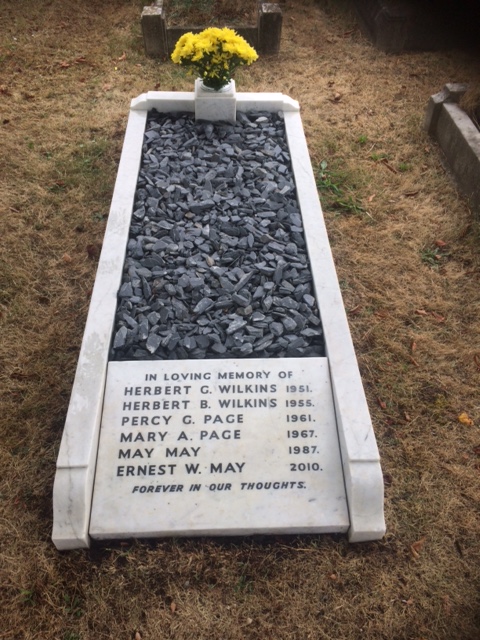 IN LOVING MEMORY OF
HERBERT G. WILKINS 1951.
HERBERT B. WILKINS 1955.
PERCY G. PAGE 1961.
MARY A. PAGE 1967.
MAY MAY 1987.
ERNEST W. MAY 2010.
FOREVER IN OUR THOUGHTS.